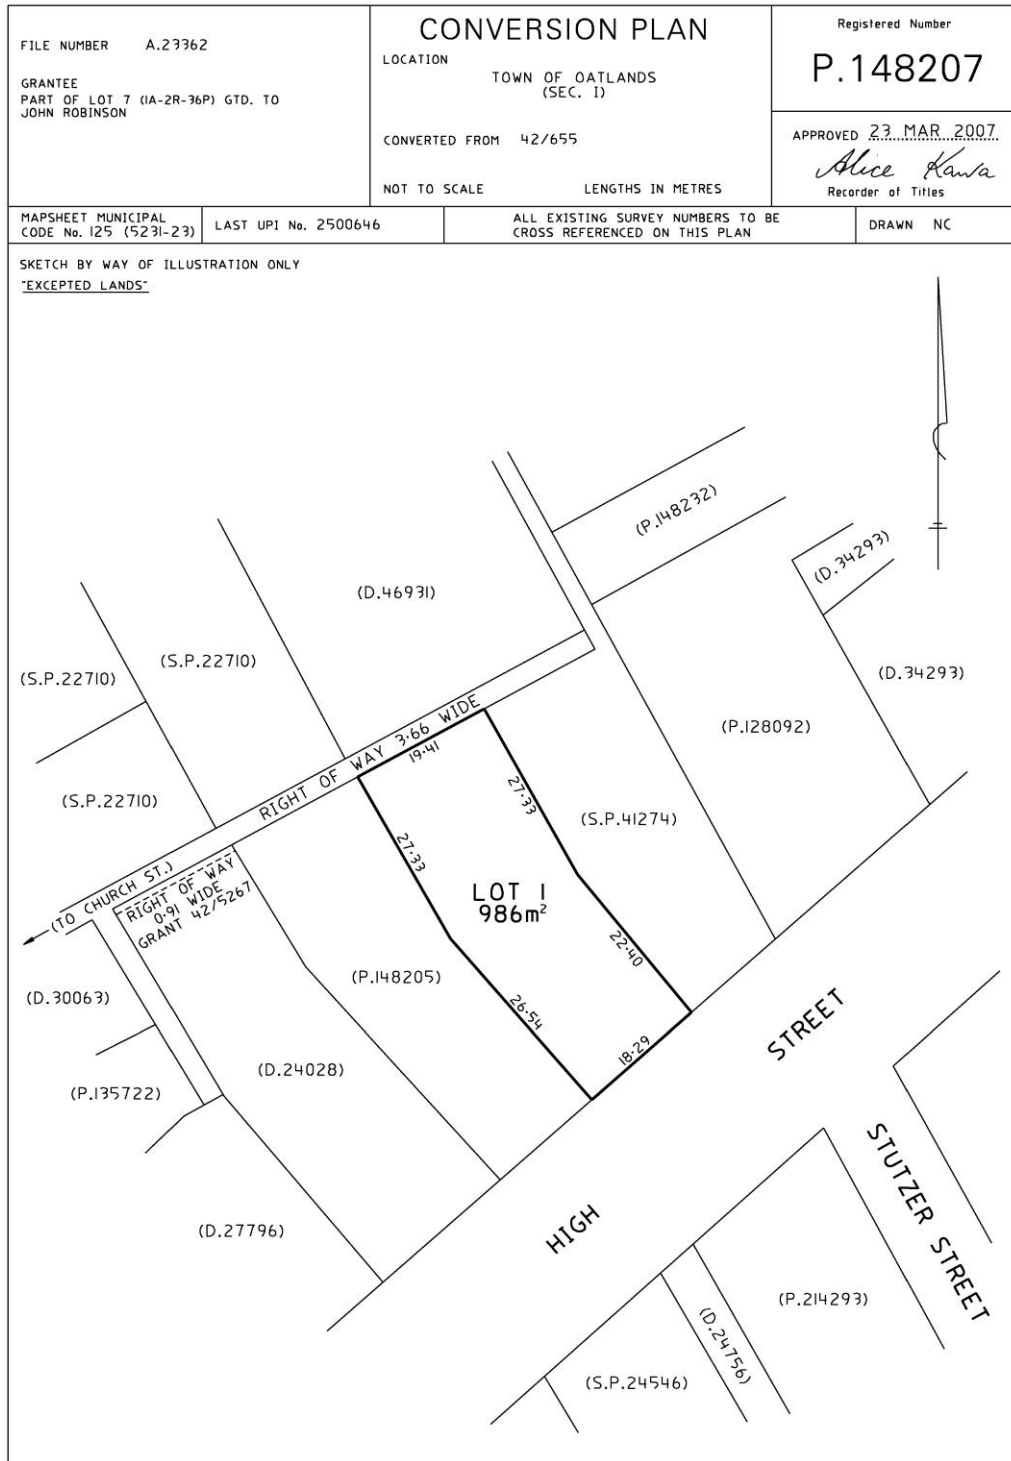 FILE NUMBER A.23362
GRANTEE
PART OF LOT 7 (1A-2R-36P) GTD. TO
JOHN ROBINSON
CONVERSION PLAN
LOCATION
TOWN OF OATLANDS
(SEC. I)
CONVERTED FROM 42/655
NOT TO SCALE LENGTHS IN METRES
Registered Number
P.148207
APPROVED 23 MAR 2007
Alice Kawa
Recorder of Titles
MAPSHEET MUNICIPAL
CODE No. 125 (5231-23)
LAST UPI No. 2500646
ALL EXISTING SURVEY NUMBERS TO BE
CROSS REFERENCED ON THIS PLAN
DRAWN NC
SKETCH BY WAY OF ILLUSTRATION ONLY
"EXCEPTED LANDS"
(P.148232)
(D.34293)
(D.46931)
(S.P.22710)
(S.P.22710)
(D.34293)
(P.128092)
RIGHT OF WAY 3·66 WIDE
19·41
(S.P.22710)
27·33
(S.P.41274)
27·33
LOT 1
986m²
(TO CHURCH ST.)
RIGHT OF WAY
0·91 WIDE
GRANT 42/5267
22·40
(P.148205)
(D.30063)
26·54
STREET
18·29
(D.24028)
(P.135722)
STUTZER STREET
HIGH
(D.27796)
(P.214293)
(D.24756)
(S.P.24546)